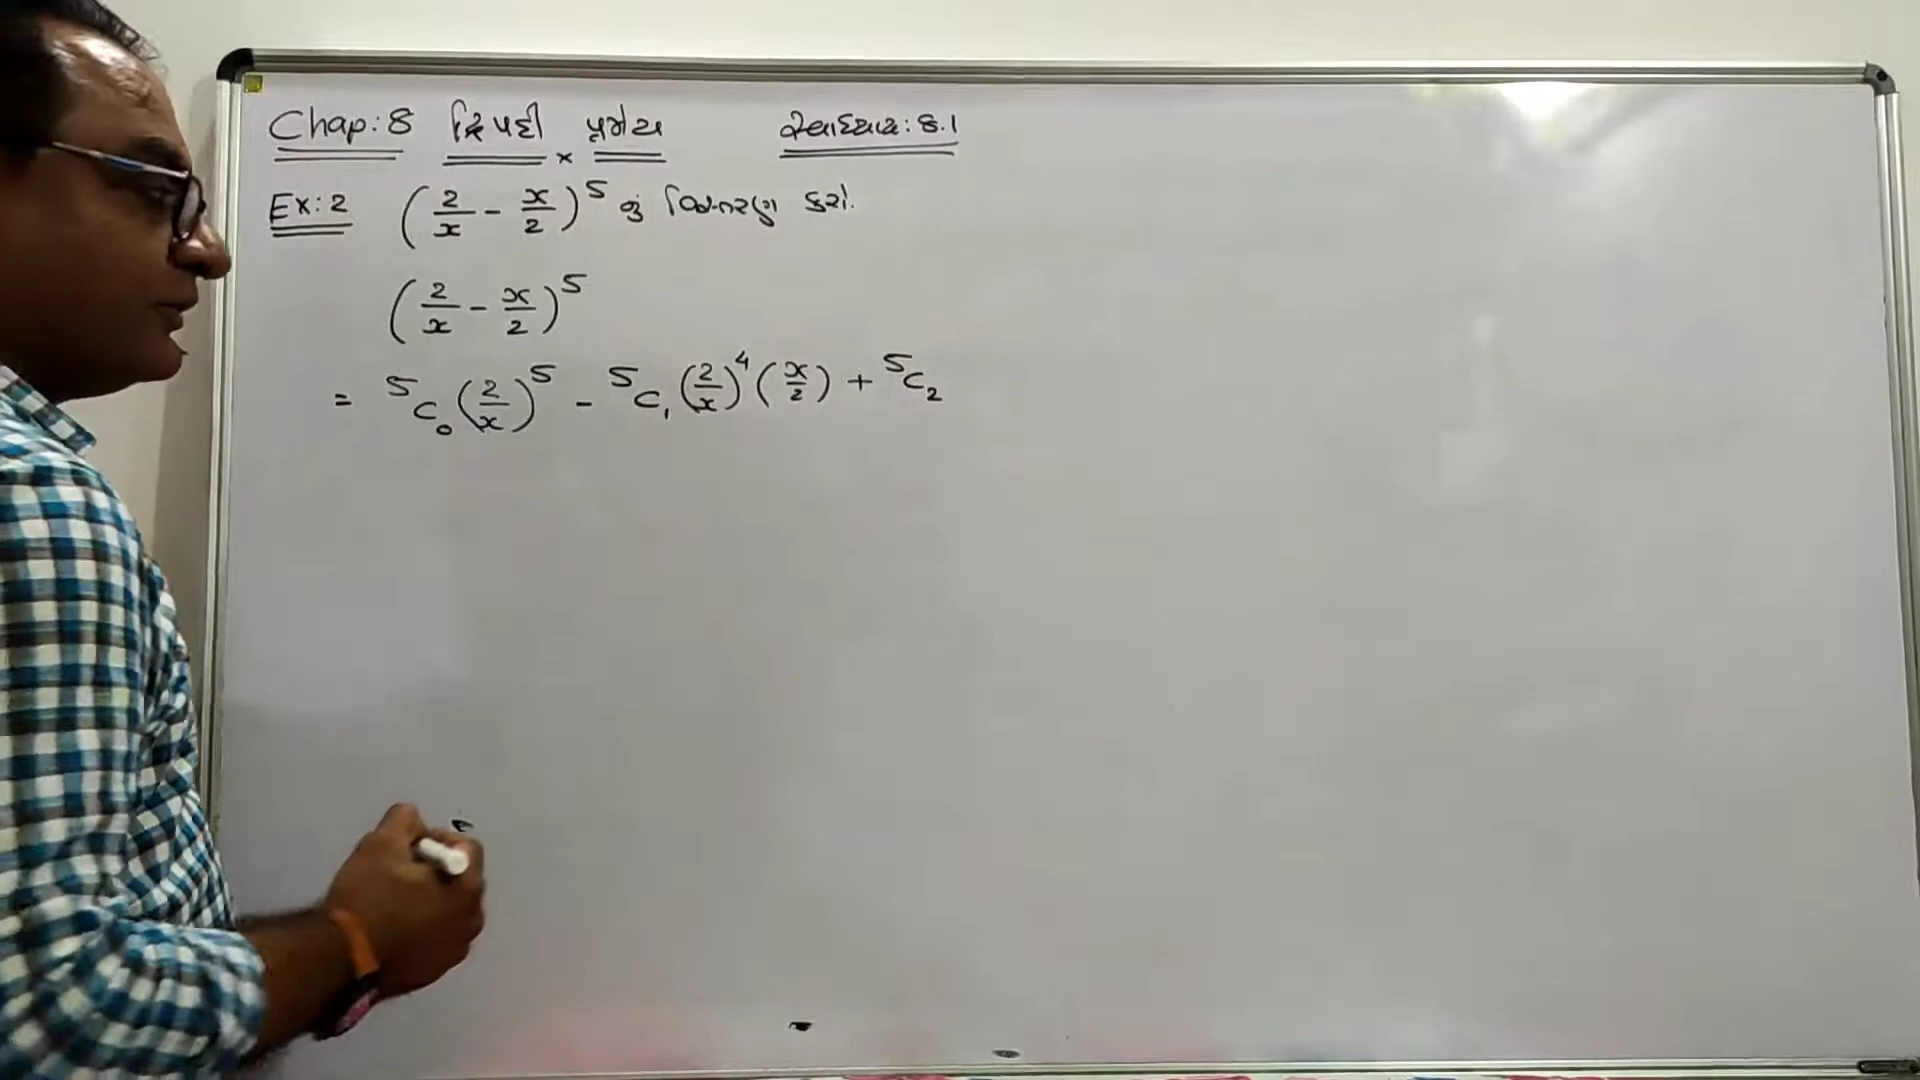 Chap: 8 દ્વિપદી પ્રમેય સ્વાધ્યાય: 8.1
Ex: 2 (2/x - x/2)^5 નું વિસ્તરણ કરો.
(2/x - x/2)^5
= ⁵C₀ (2/x)^5 - ⁵C₁ (2/x)^4 (x/2) + ⁵C₂